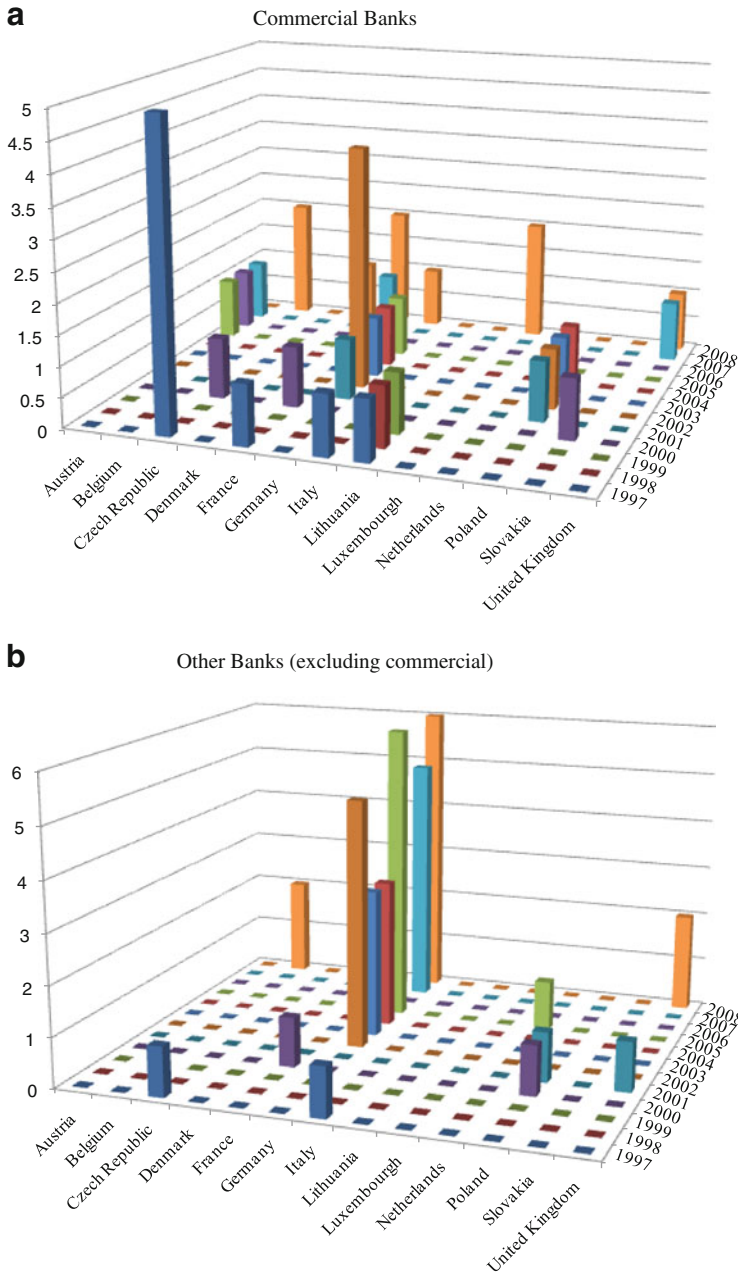 a
Commercial Banks
5
4.5
4
3.5
3
2.5
2
1.5
1
0.5
0
Austria
Belgium
Czech Republic
Denmark
France
Germany
Italy
Lithuania
Luxembourgh
Netherlands
Poland
Slovakia
United Kingdom
2008
2007
2006
2005
2004
2003
2002
2001
2000
1999
1998
1997
b
Other Banks (excluding commercial)
6
5
4
3
2
1
0
Austria
Belgium
Czech Republic
Denmark
France
Germany
Italy
Lithuania
Luxembourgh
Netherlands
Poland
Slovakia
United Kingdom
2008
2007
2006
2005
2004
2003
2002
2001
2000
1999
1998
1997